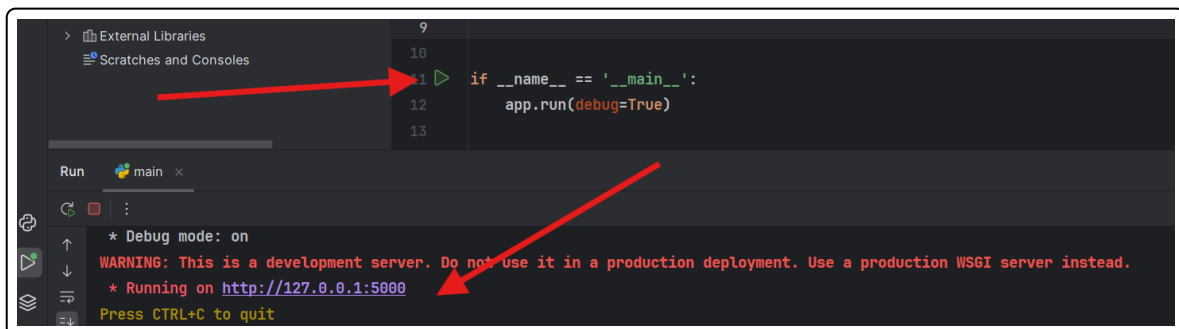 External Libraries
Scratches and Consoles
9
10
11 if __name__ == '__main__':
12 app.run(debug=True)
13
Run main ×
* Debug mode: on
WARNING: This is a development server. Do not use it in a production deployment. Use a production WSGI server instead.
* Running on http://127.0.0.1:5000
Press CTRL+C to quit